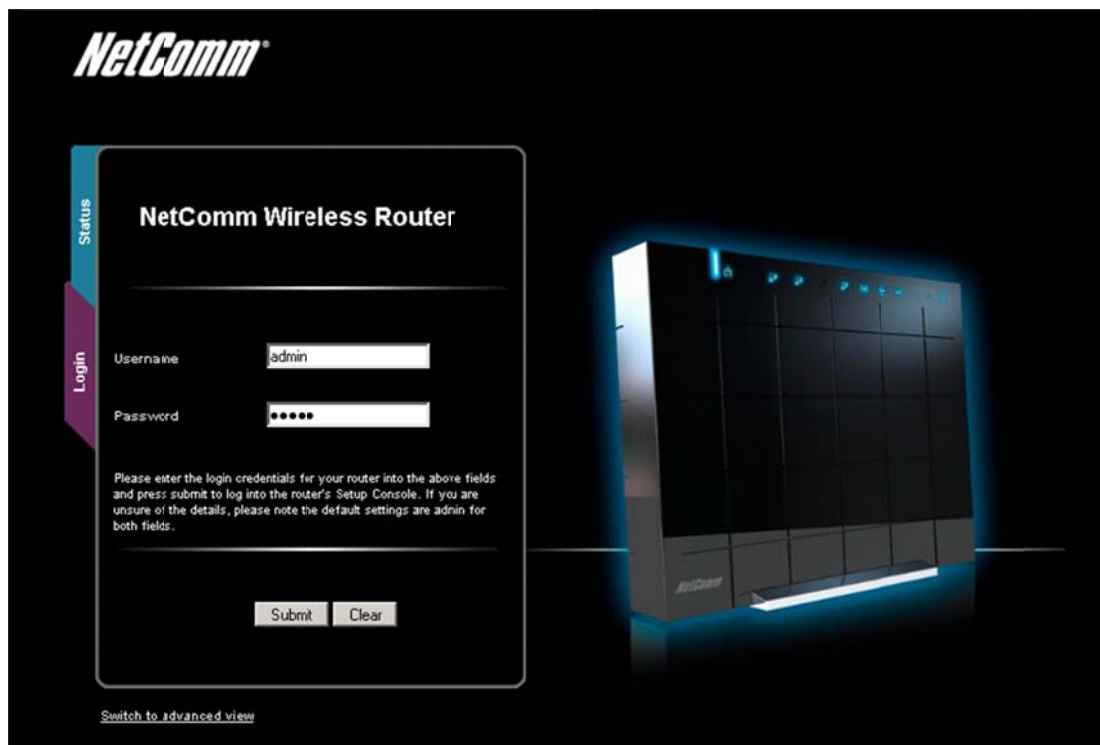 NetComm
Status
NetComm Wireless Router
Login
Username admin
Password •••••
Please enter the login credentials for your router into the above fields
and press submit to log into the router's Setup Console. If you are
unsure of the details, please note the default settings are admin for
both fields.
Submit Clear
NetComm
Switch to advanced view